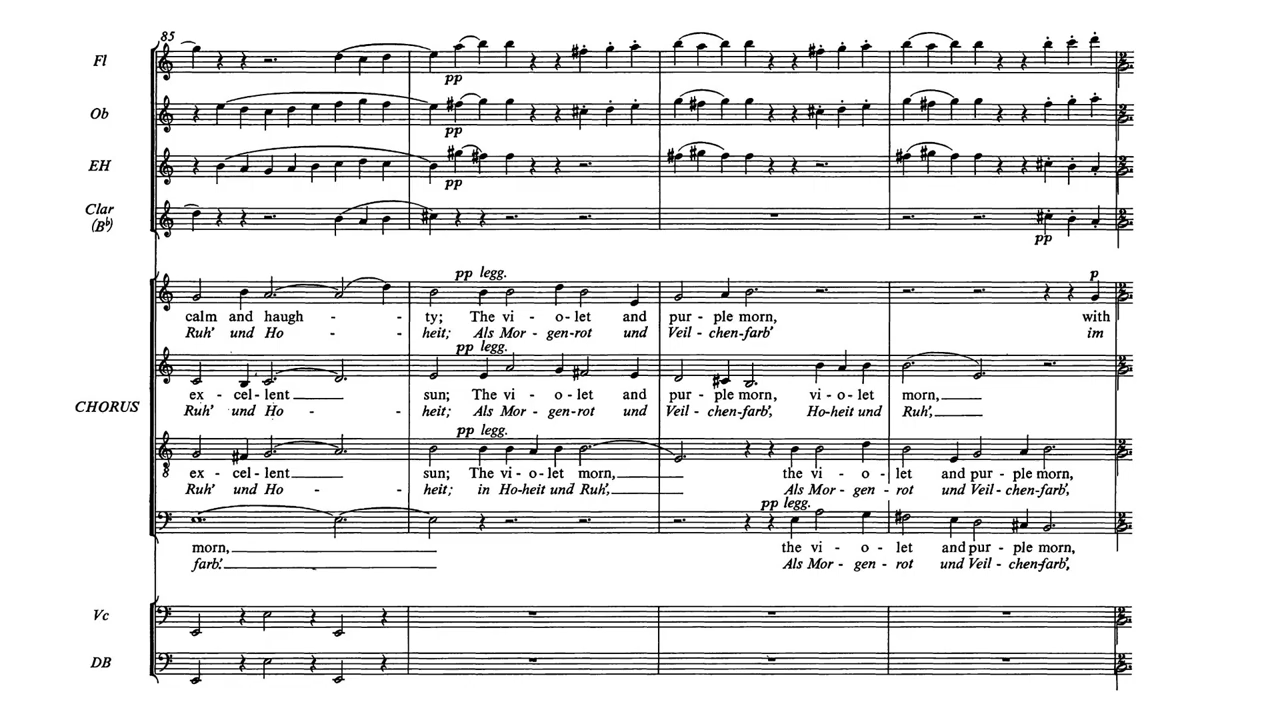 85
Fl
pp
Ob
pp
EH
pp
Clar
(B♭)
pp
pp legg.
p
calm and haugh - - ty; The vi - o - let and pur - ple morn, with
Ruh' und Ho - - heit; Als Mor - gen-rot und Veil - chen-farb' im
pp legg.
CHORUS
ex - cel - lent sun; The vi - o - let and pur - ple morn, vi - o - let morn,
Ruh' und Ho - - heit; Als Mor - gen-rot und Veil - chen-farb', Ho-heit und Ruh',
pp legg.
8
ex - cel - lent sun; The vi - o - let morn, the vi - o - let and pur - ple morn,
Ruh' und Ho - - heit; in Ho-heit und Ruh', Als Mor - gen - rot und Veil - chen-farb',
pp legg.
morn, the vi - o - let and pur - ple morn,
farb'. Als Mor - gen - rot und Veil - chen-farb',
Vc
DB